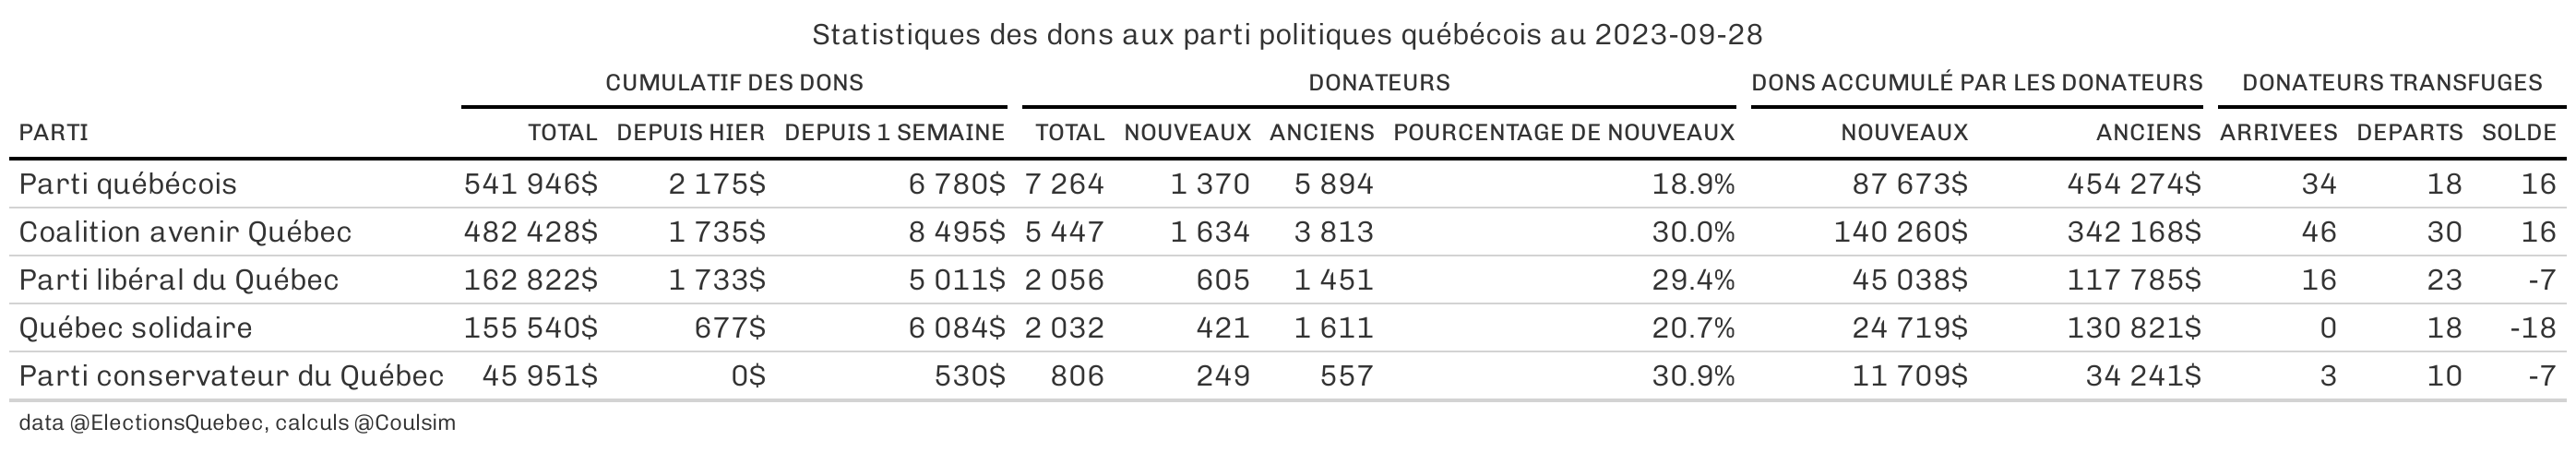 Statistiques des dons aux parti politiques québécois au 2023-09-28
CUMULATIF DES DONS DONATEURS DONS ACCUMULÉ PAR LES DONATEURS DONATEURS TRANSFUGES
PARTI TOTAL DEPUIS HIER DEPUIS 1 SEMAINE TOTAL NOUVEAUX ANCIENS POURCENTAGE DE NOUVEAUX NOUVEAUX ANCIENS ARRIVEES DEPARTS SOLDE
Parti québécois 541 946$ 2 175$ 6 780$ 7 264 1 370 5 894 18.9% 87 673$ 454 274$ 34 18 16
Coalition avenir Québec 482 428$ 1 735$ 8 495$ 5 447 1 634 3 813 30.0% 140 260$ 342 168$ 46 30 16
Parti libéral du Québec 162 822$ 1 733$ 5 011$ 2 056 605 1 451 29.4% 45 038$ 117 785$ 16 23 -7
Québec solidaire 155 540$ 677$ 6 084$ 2 032 421 1 611 20.7% 24 719$ 130 821$ 0 18 -18
Parti conservateur du Québec 45 951$ 0$ 530$ 806 249 557 30.9% 11 709$ 34 241$ 3 10 -7
data @ElectionsQuebec, calculs @Coulsim